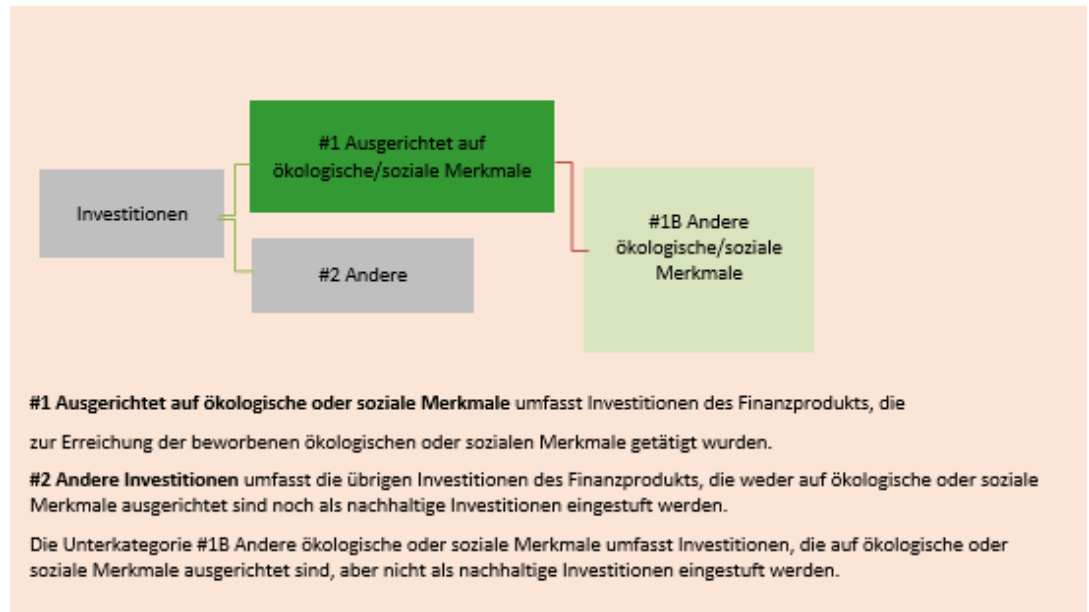 #1 Ausgerichtet auf
ökologische/soziale Merkmale
Investitionen
#2 Andere
#1B Andere
ökologische/soziale
Merkmale
#1 Ausgerichtet auf ökologische oder soziale Merkmale umfasst Investitionen des Finanzprodukts, die
zur Erreichung der beworbenen ökologischen oder sozialen Merkmale getätigt wurden.
#2 Andere Investitionen umfasst die übrigen Investitionen des Finanzprodukts, die weder auf ökologische oder soziale
Merkmale ausgerichtet sind noch als nachhaltige Investitionen eingestuft werden.
Die Unterkategorie #1B Andere ökologische oder soziale Merkmale umfasst Investitionen, die auf ökologische oder
soziale Merkmale ausgerichtet sind, aber nicht als nachhaltige Investitionen eingestuft werden.